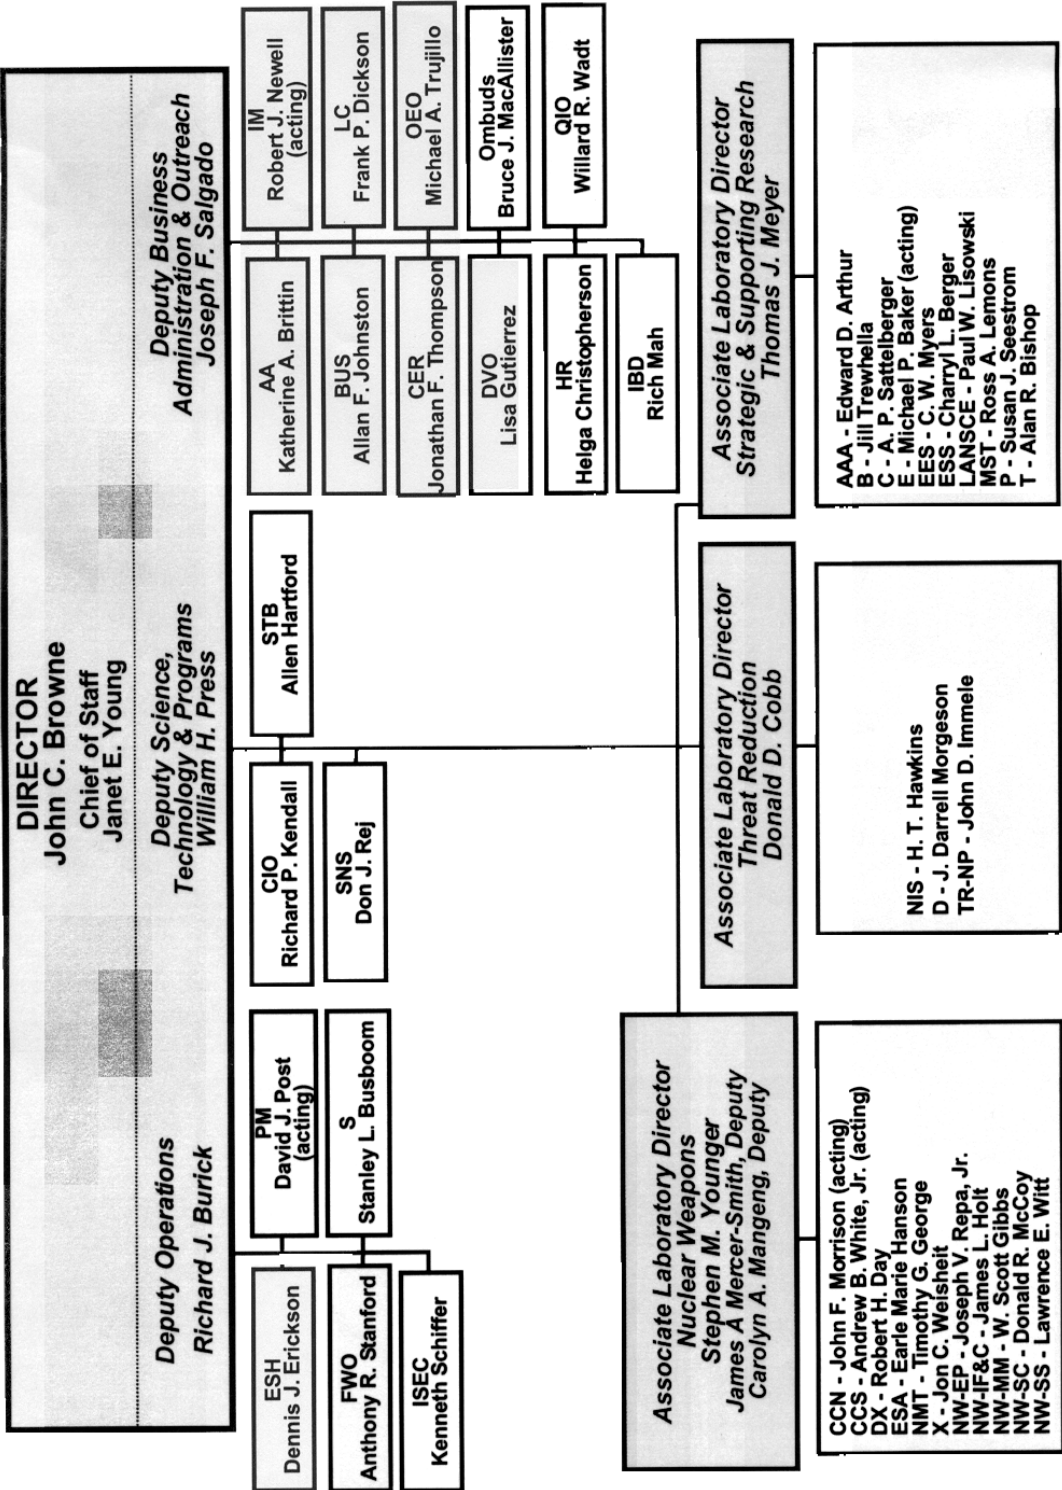 DIRECTOR
John C. Browne
Chief of Staff
Janet E. Young
Deputy Operations
Richard J. Burick
Deputy Science,
Technology & Programs
William H. Press
Deputy Business
Administration & Outreach
Joseph F. Salgado
ESH
Dennis J. Erickson
PM
David J. Post
(acting)
FWO
Anthony R. Stanford
S
Stanley L. Busboom
ISEC
Kenneth Schiffer
CIO
Richard P. Kendall
STB
Allen Hartford
SNS
Don J. Rej
AA
Katherine A. Brittin
IM
Robert J. Newell
(acting)
BUS
Allan F. Johnston
LC
Frank P. Dickson
CER
Jonathan F. Thompson
OEO
Michael A. Trujillo
DVO
Lisa Gutierrez
Ombuds
Bruce J. MacAllister
HR
Helga Christopherson
QIO
Willard R. Wadt
IBD
Rich Mah
Associate Laboratory Director
Nuclear Weapons
Stephen M. Younger
James A Mercer-Smith, Deputy
Carolyn A. Mangeng, Deputy
Associate Laboratory Director
Threat Reduction
Donald D. Cobb
Associate Laboratory Director
Strategic & Supporting Research
Thomas J. Meyer
CCN - John F. Morrison (acting)
CCS - Andrew B. White, Jr. (acting)
DX - Robert H. Day
ESA - Earle Marie Hanson
NMT - Timothy G. George
X - Jon C. Weisheit
NW-EP - Joseph V. Repa, Jr.
NW-IF&C - James L. Holt
NW-MM - W. Scott Gibbs
NW-SC - Donald R. McCoy
NW-SS - Lawrence E. Witt
NIS - H. T. Hawkins
D - J. Darrell Morgeson
TR-NP - John D. Immele
AAA - Edward D. Arthur
B - Jill Trewhella
C - A. P. Sattelberger
E - Michael P. Baker (acting)
EES - C. W. Myers
ESS - Charryl L. Berger
LANSCE - Paul W. Lisowski
MST - Ross A. Lemons
P - Susan J. Seestrom
T - Alan R. Bishop